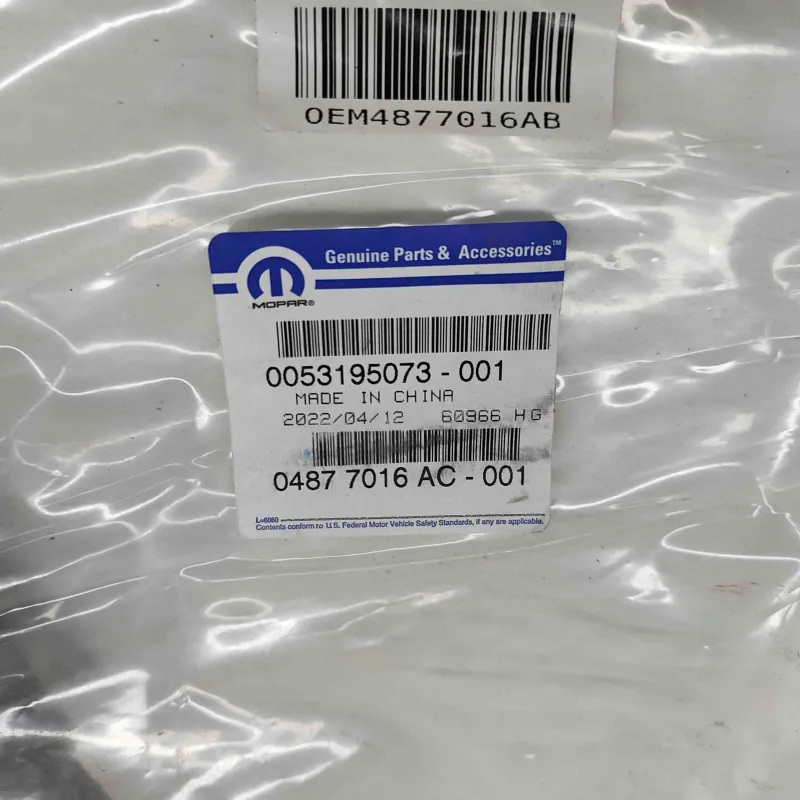 OEM4877016AB
Genuine Parts & Accessories™
MOPAR®
0053195073 - 001
MADE IN CHINA
2022/04/12 60966 HG
0487 7016 AC - 001
L=6060
Contents conform to U.S. Federal Motor Vehicle Safety Standards, if any are applicable.